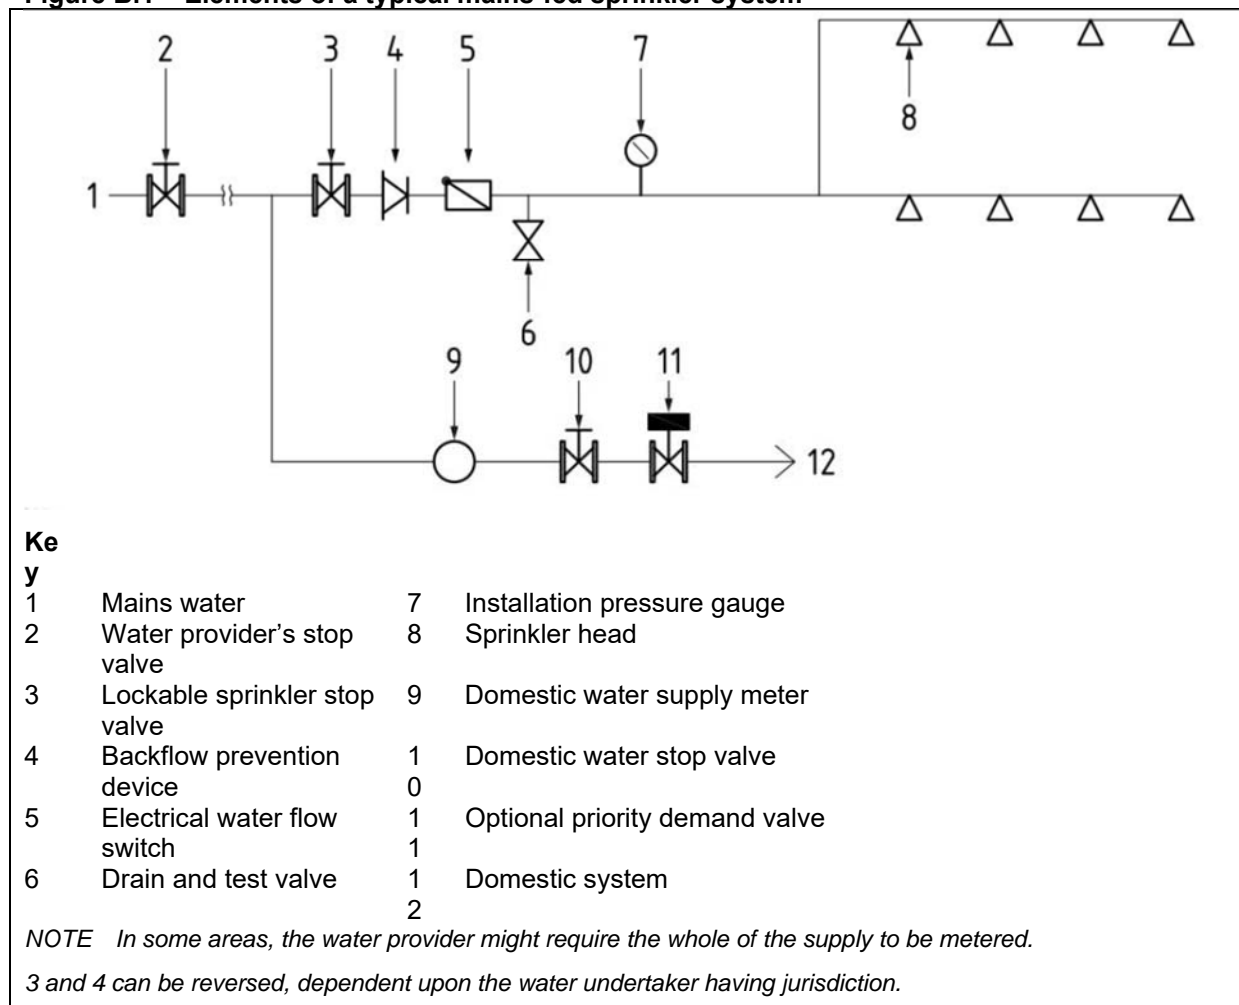 Figure B.1 – Elements of a typical mains-fed sprinkler system
2 3 4 5 7
8
1
6
9 10 11
12
Ke
y
1 Mains water 7 Installation pressure gauge
2 Water provider’s stop 8 Sprinkler head
valve
3 Lockable sprinkler stop 9 Domestic water supply meter
valve
4 Backflow prevention 1 Domestic water stop valve
device 0
5 Electrical water flow 1 Optional priority demand valve
switch 1
6 Drain and test valve 1 Domestic system
2
NOTE In some areas, the water provider might require the whole of the supply to be metered.
3 and 4 can be reversed, dependent upon the water undertaker having jurisdiction.